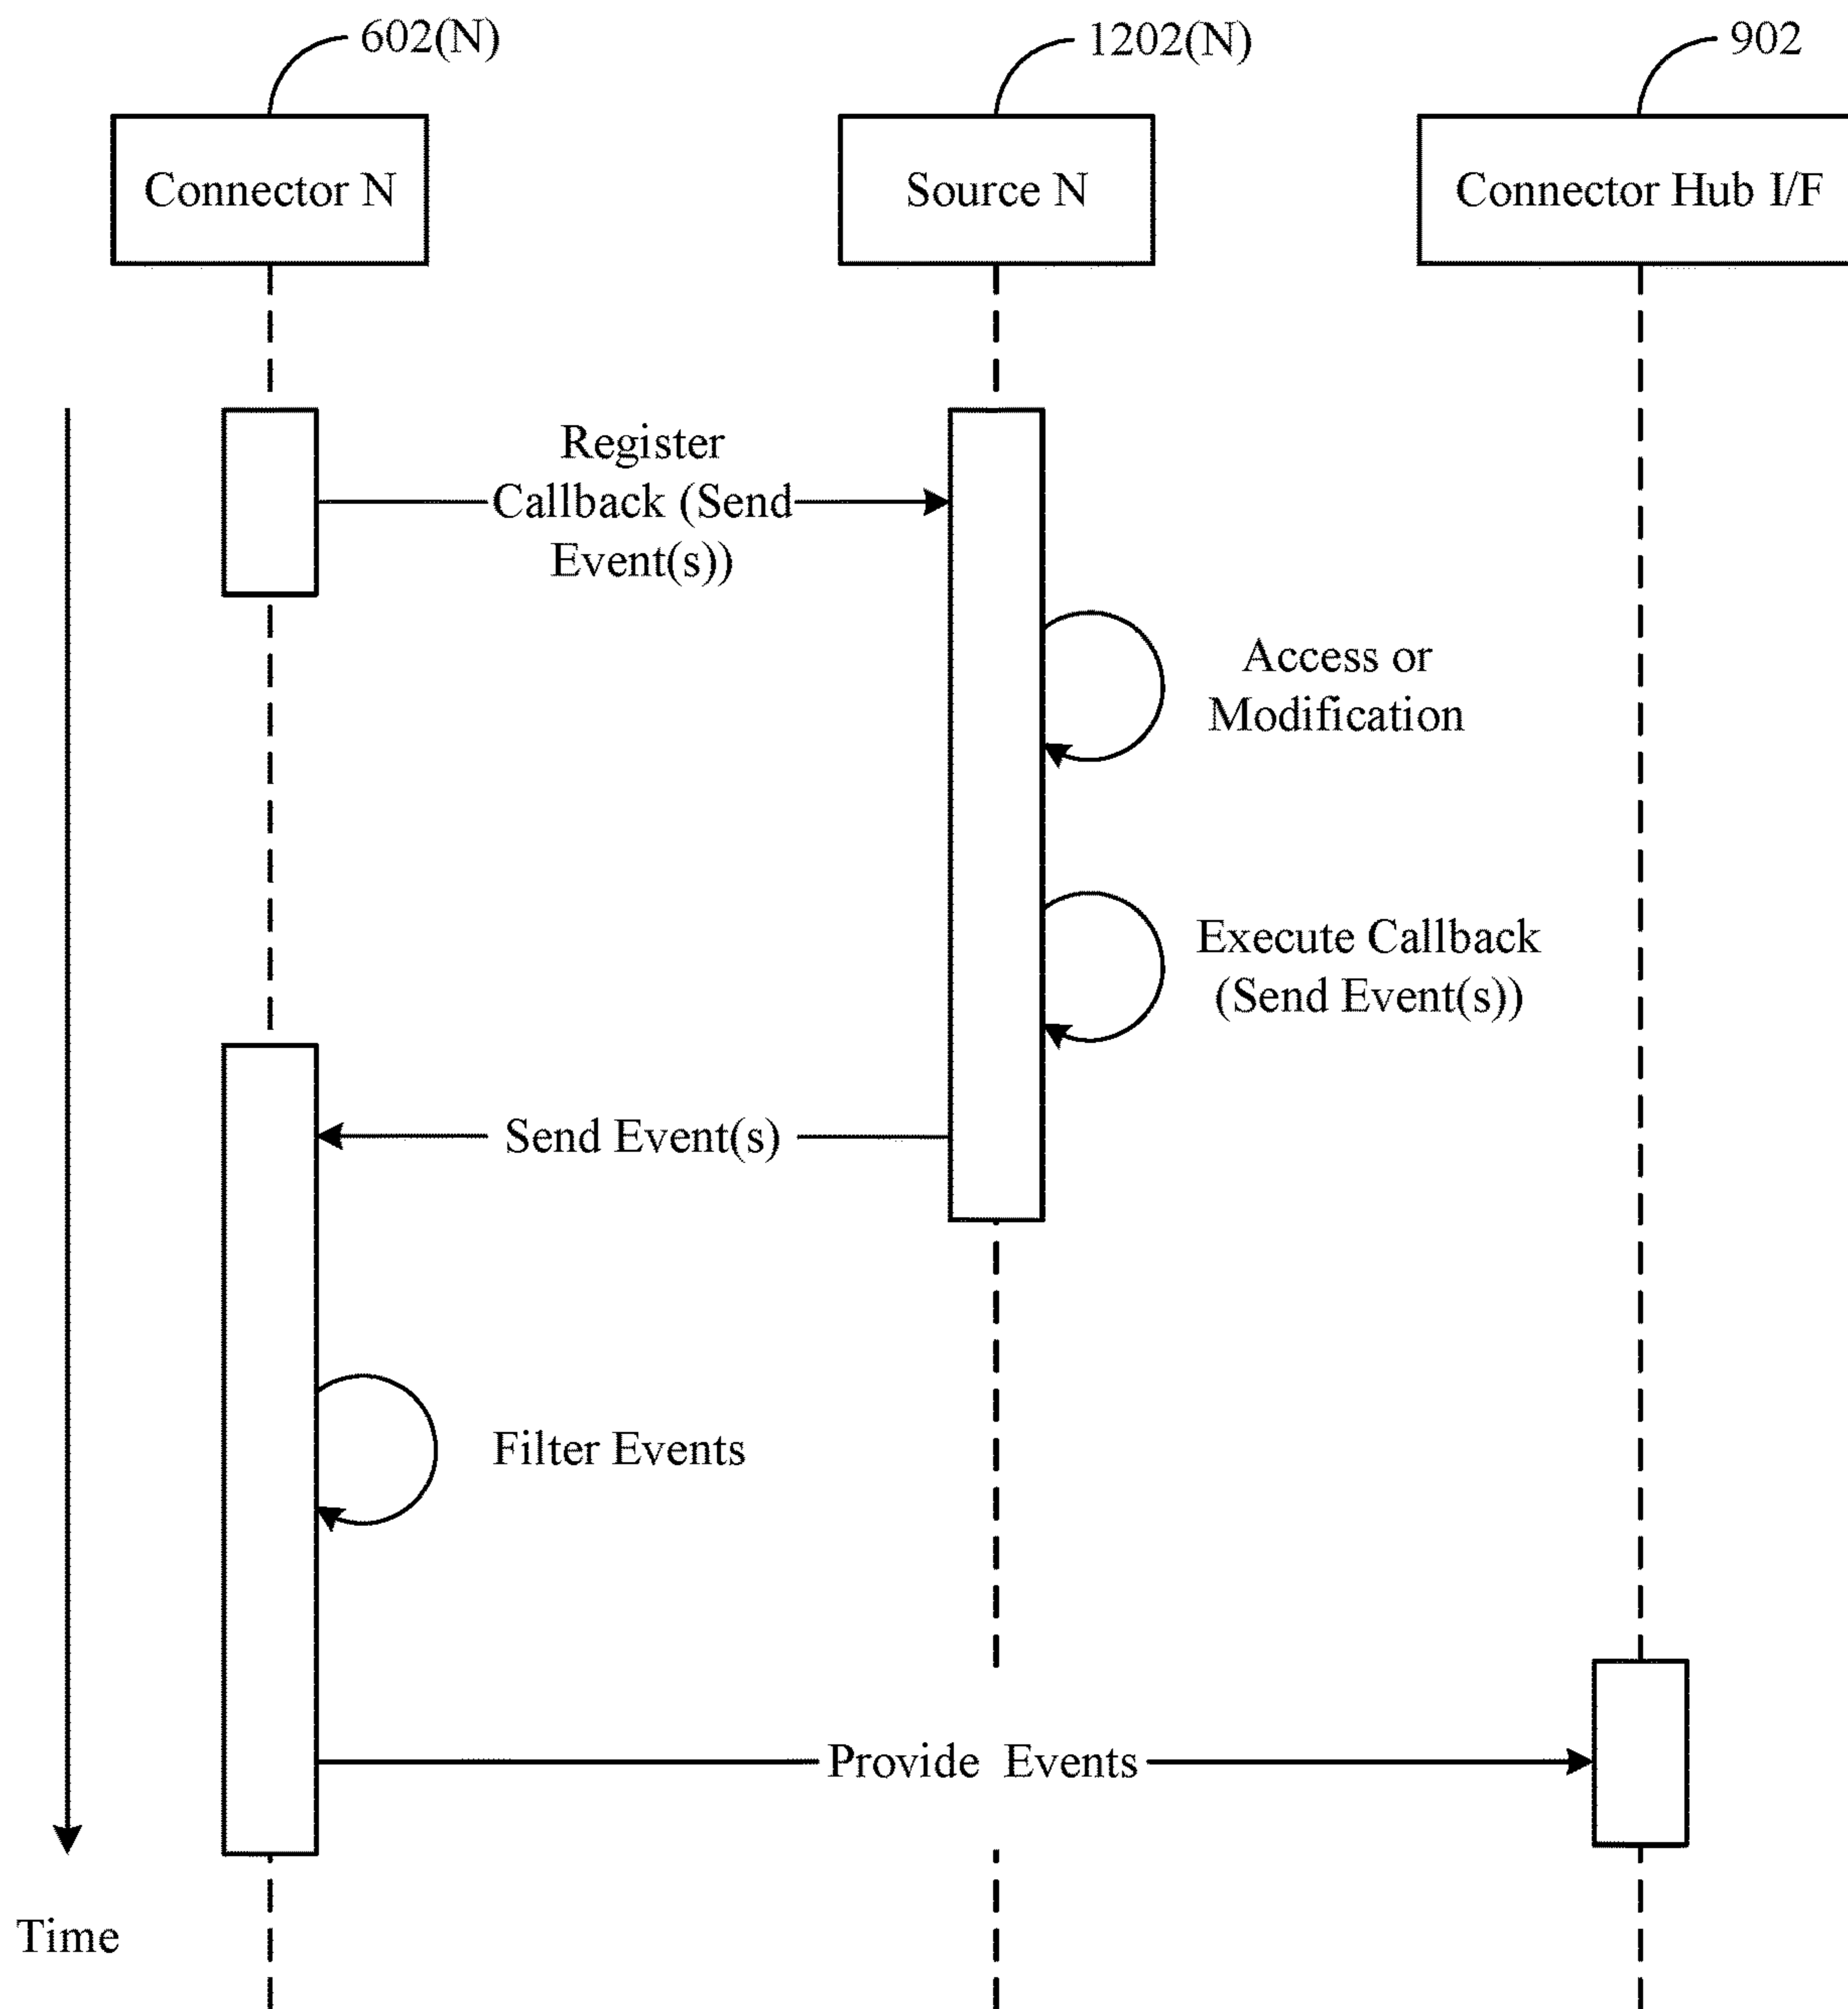 602(N)
1202(N)
902
Connector N
Source N
Connector Hub I/F
Register
Callback (Send
Event(s))
Access or
Modification
Execute Callback
(Send Event(s))
Send Event(s)
Filter Events
Provide Events
Time